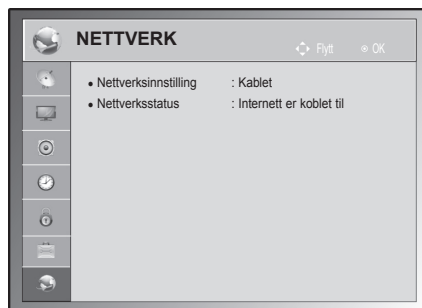 NETTVERK
Flytt OK
• Nettverksinnstilling : Kablet
• Nettverksstatus : Internett er koblet til